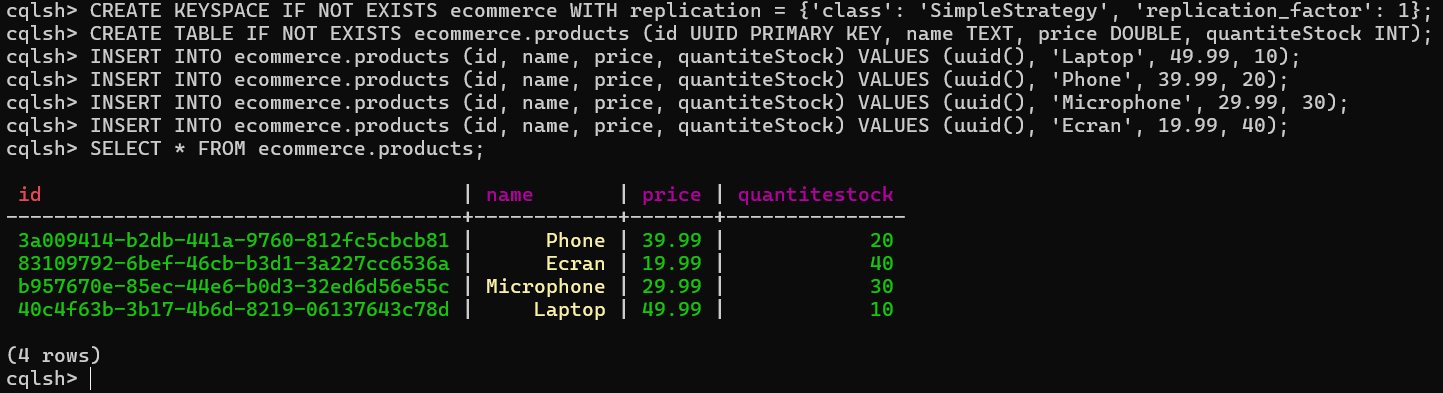 cqlsh> CREATE KEYSPACE IF NOT EXISTS ecommerce WITH replication = {'class': 'SimpleStrategy', 'replication_factor': 1};
cqlsh> CREATE TABLE IF NOT EXISTS ecommerce.products (id UUID PRIMARY KEY, name TEXT, price DOUBLE, quantiteStock INT);
cqlsh> INSERT INTO ecommerce.products (id, name, price, quantiteStock) VALUES (uuid(), 'Laptop', 49.99, 10);
cqlsh> INSERT INTO ecommerce.products (id, name, price, quantiteStock) VALUES (uuid(), 'Phone', 39.99, 20);
cqlsh> INSERT INTO ecommerce.products (id, name, price, quantiteStock) VALUES (uuid(), 'Microphone', 29.99, 30);
cqlsh> INSERT INTO ecommerce.products (id, name, price, quantiteStock) VALUES (uuid(), 'Ecran', 19.99, 40);
cqlsh> SELECT * FROM ecommerce.products;

 id                                   | name       | price | quantitestock
--------------------------------------+------------+-------+---------------
 3a009414-b2db-441a-9760-812fc5cbcb81 |      Phone | 39.99 |            20
 83109792-6bef-46cb-b3d1-3a227cc6536a |      Ecran | 19.99 |            40
 b957670e-85ec-44e6-b0d3-32ed6d56e55c | Microphone | 29.99 |            30
 40c4f63b-3b17-4b6d-8219-06137643c78d |     Laptop | 49.99 |            10

(4 rows)
cqlsh>